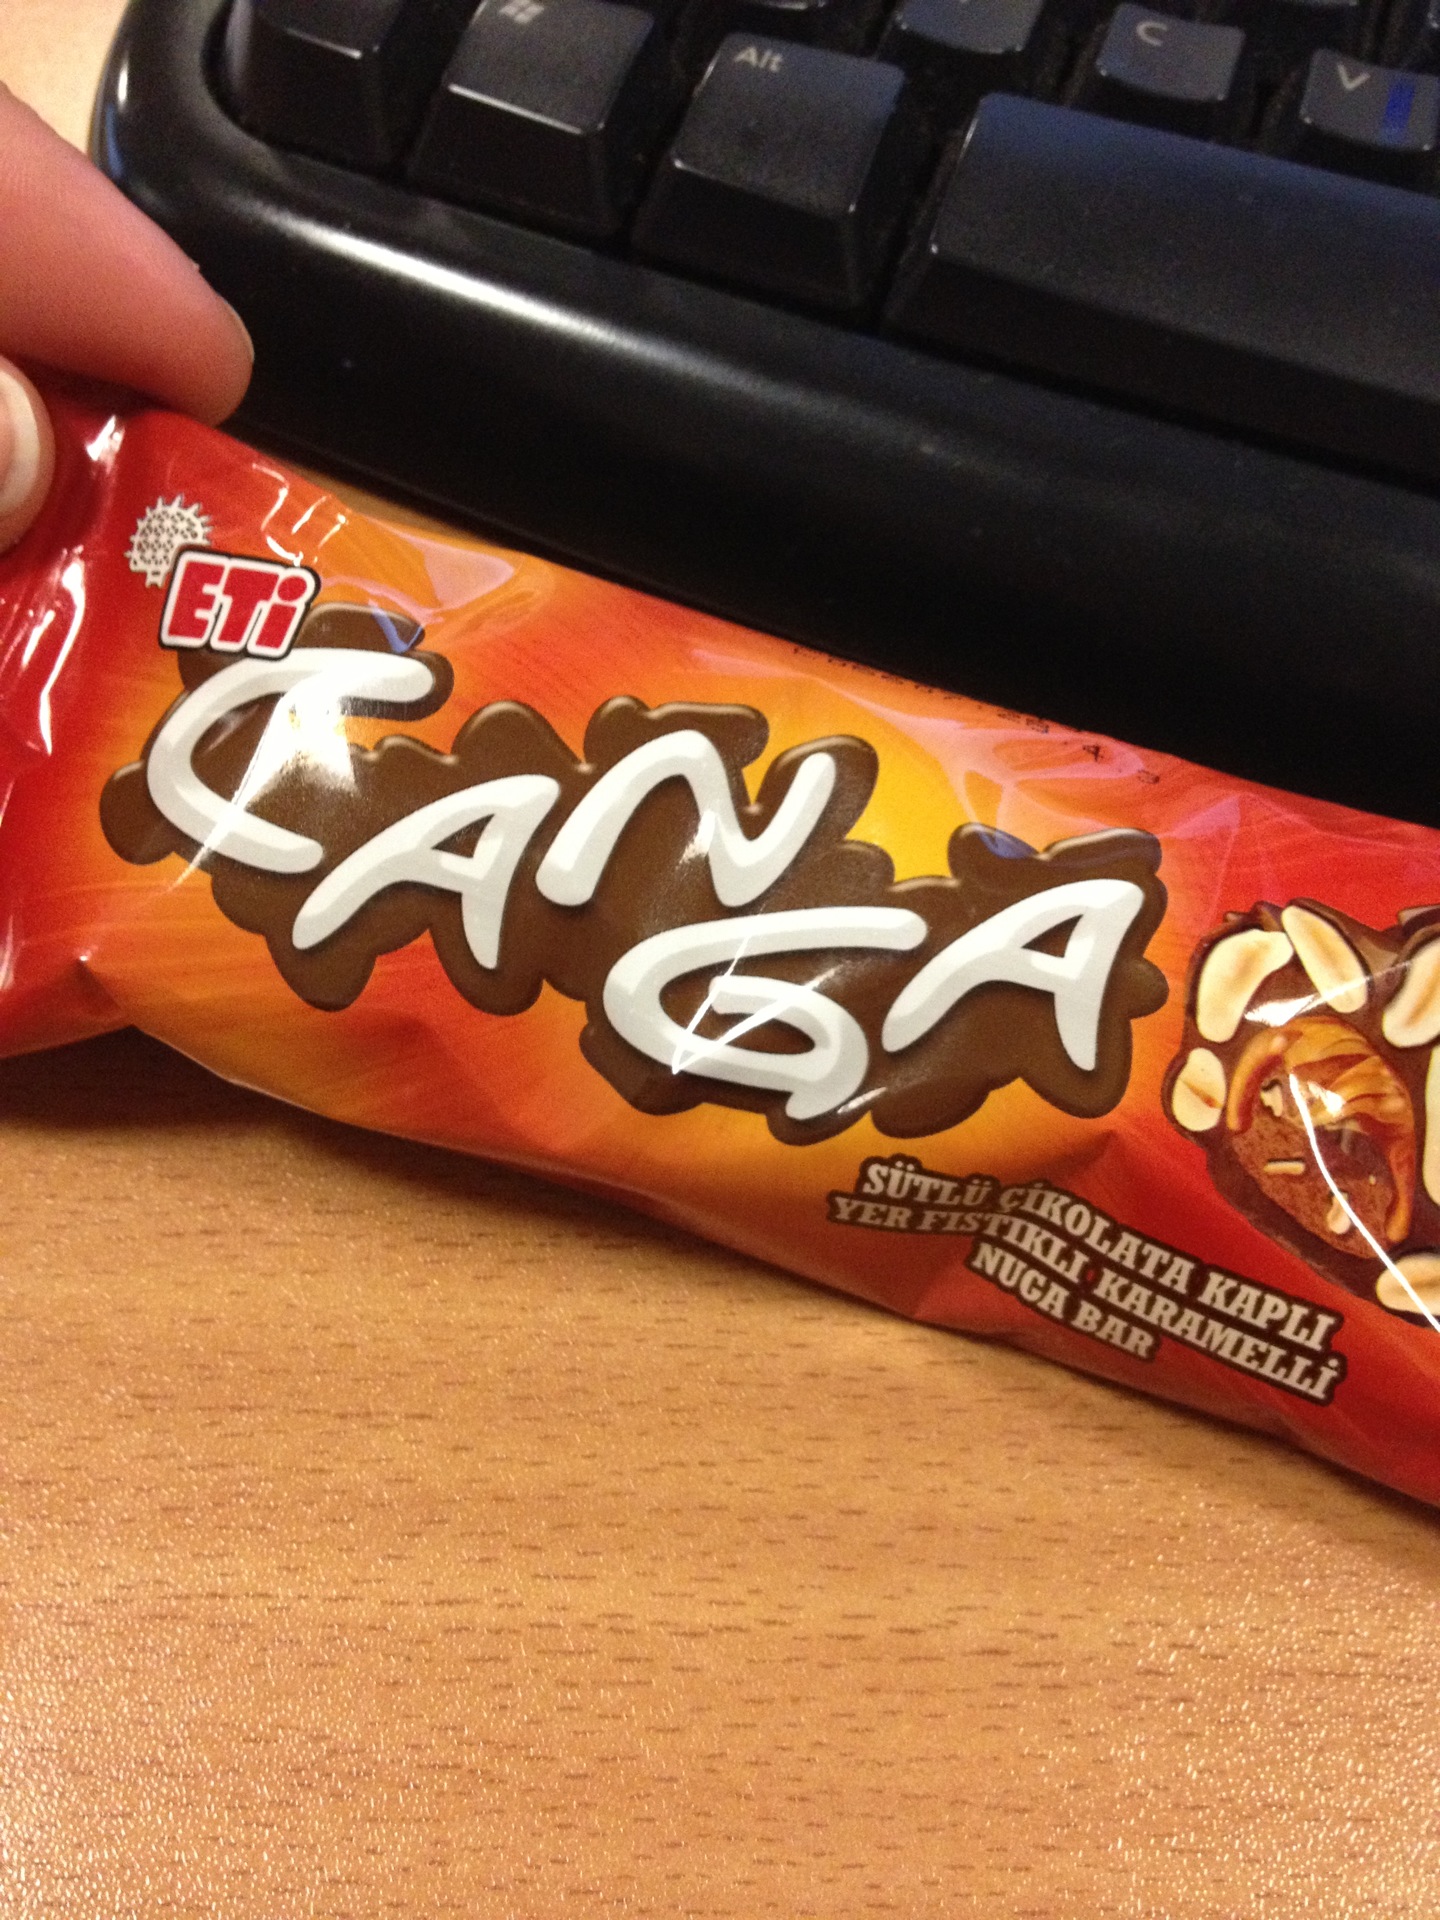 Alt
C
V
ETi
CANGA
SÜTLÜ ÇİKOLATA KAPLI
YER FISTIKLI KARAMELLİ
NUGA BAR